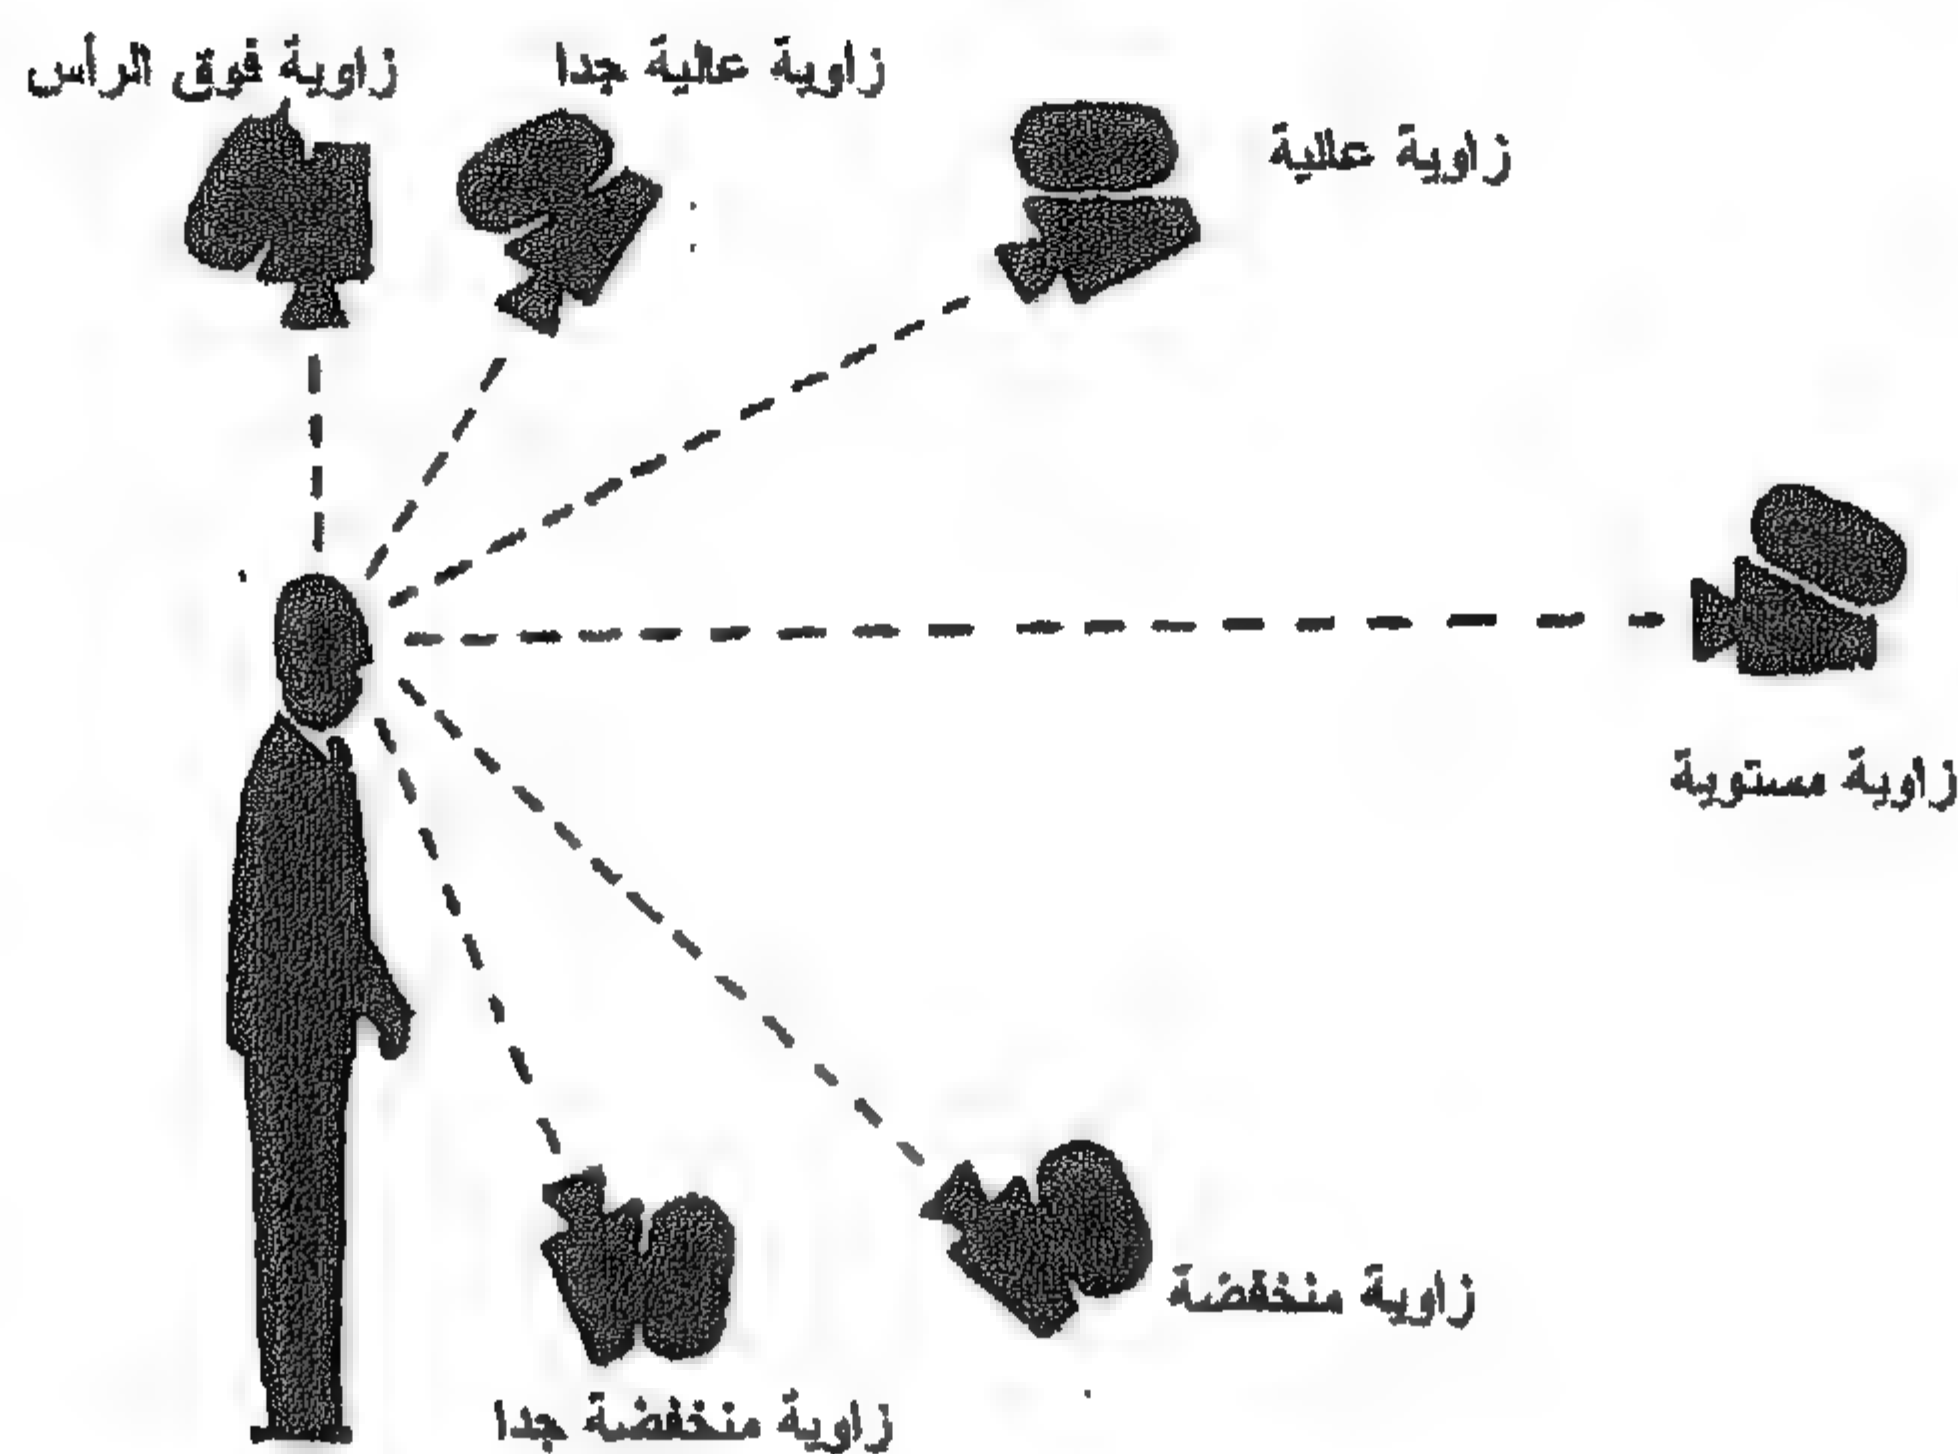 زاوية فوق الرأس
زاوية عالية جدا
زاوية عالية
زاوية مستوية
زاوية منخفضة
زاوية منخفضة جدا